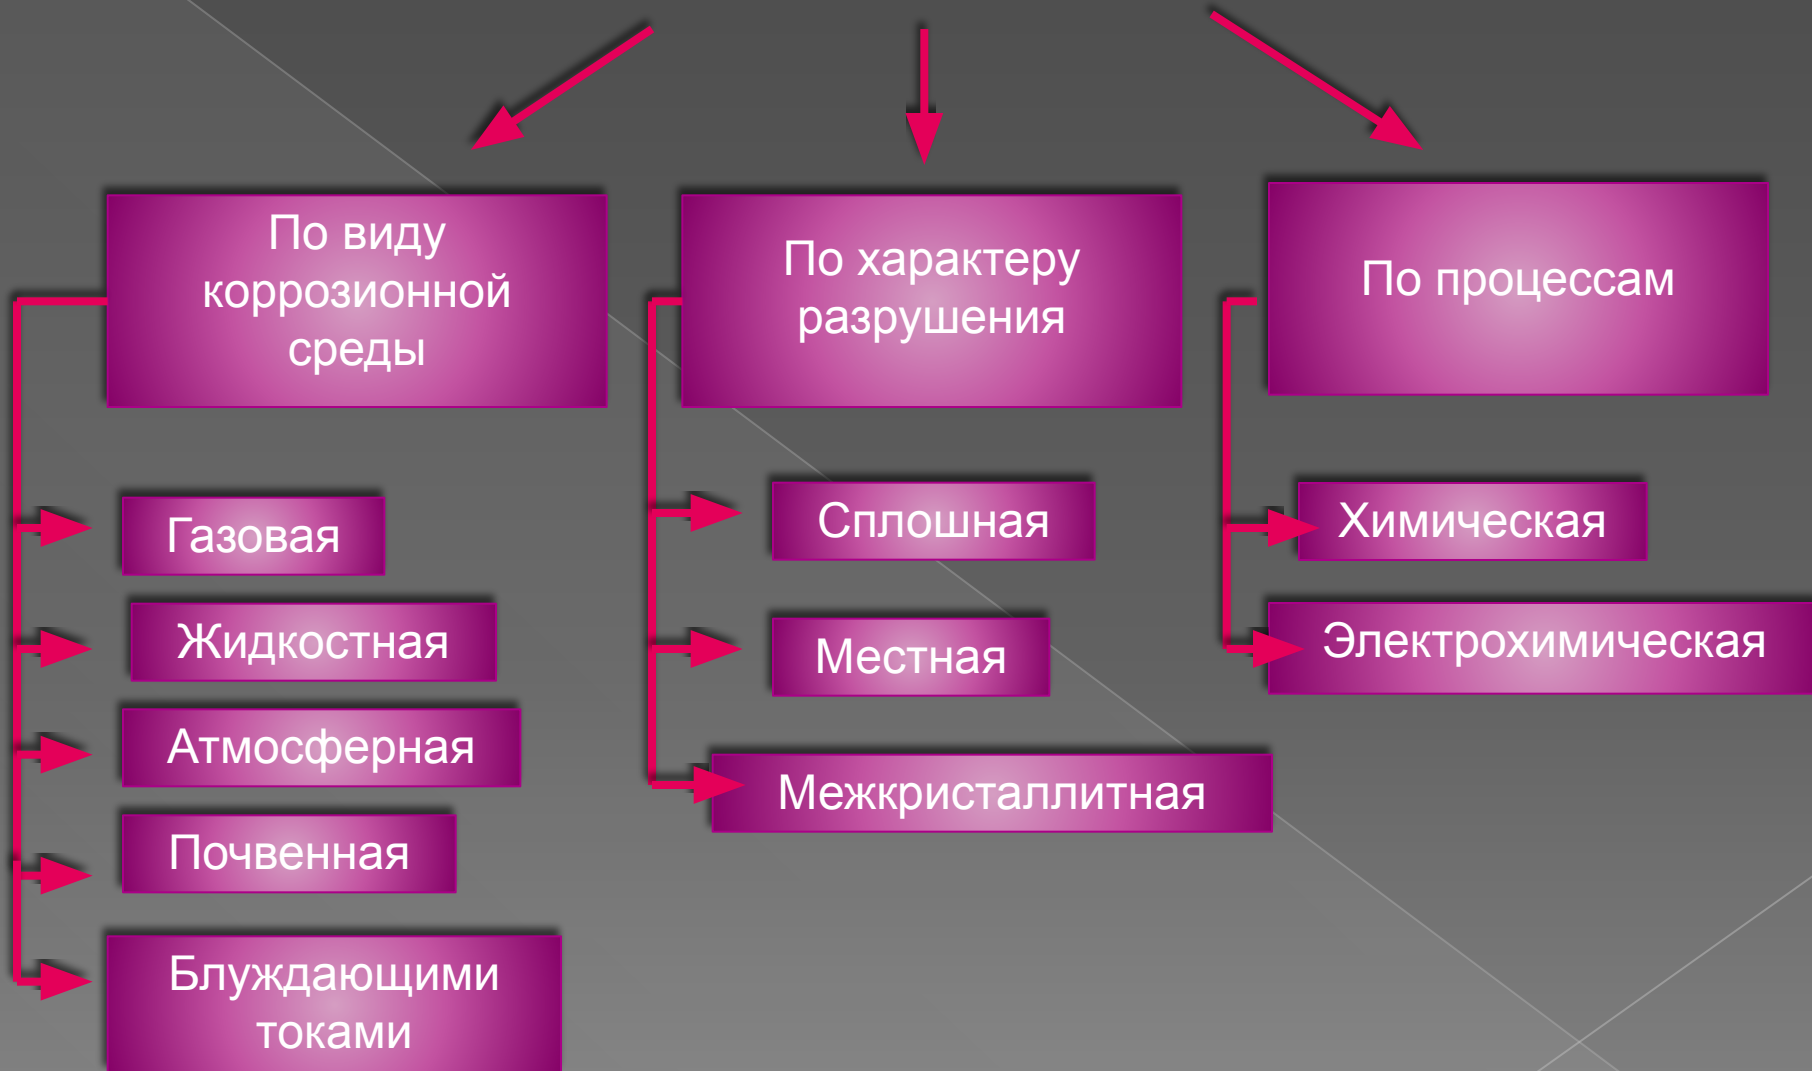 По виду
коррозионной
среды
Газовая
Жидкостная
Атмосферная
Почвенная
Блуждающими
токами
По характеру
разрушения
Сплошная
Местная
Межкристаллитная
По процессам
Химическая
Электрохимическая